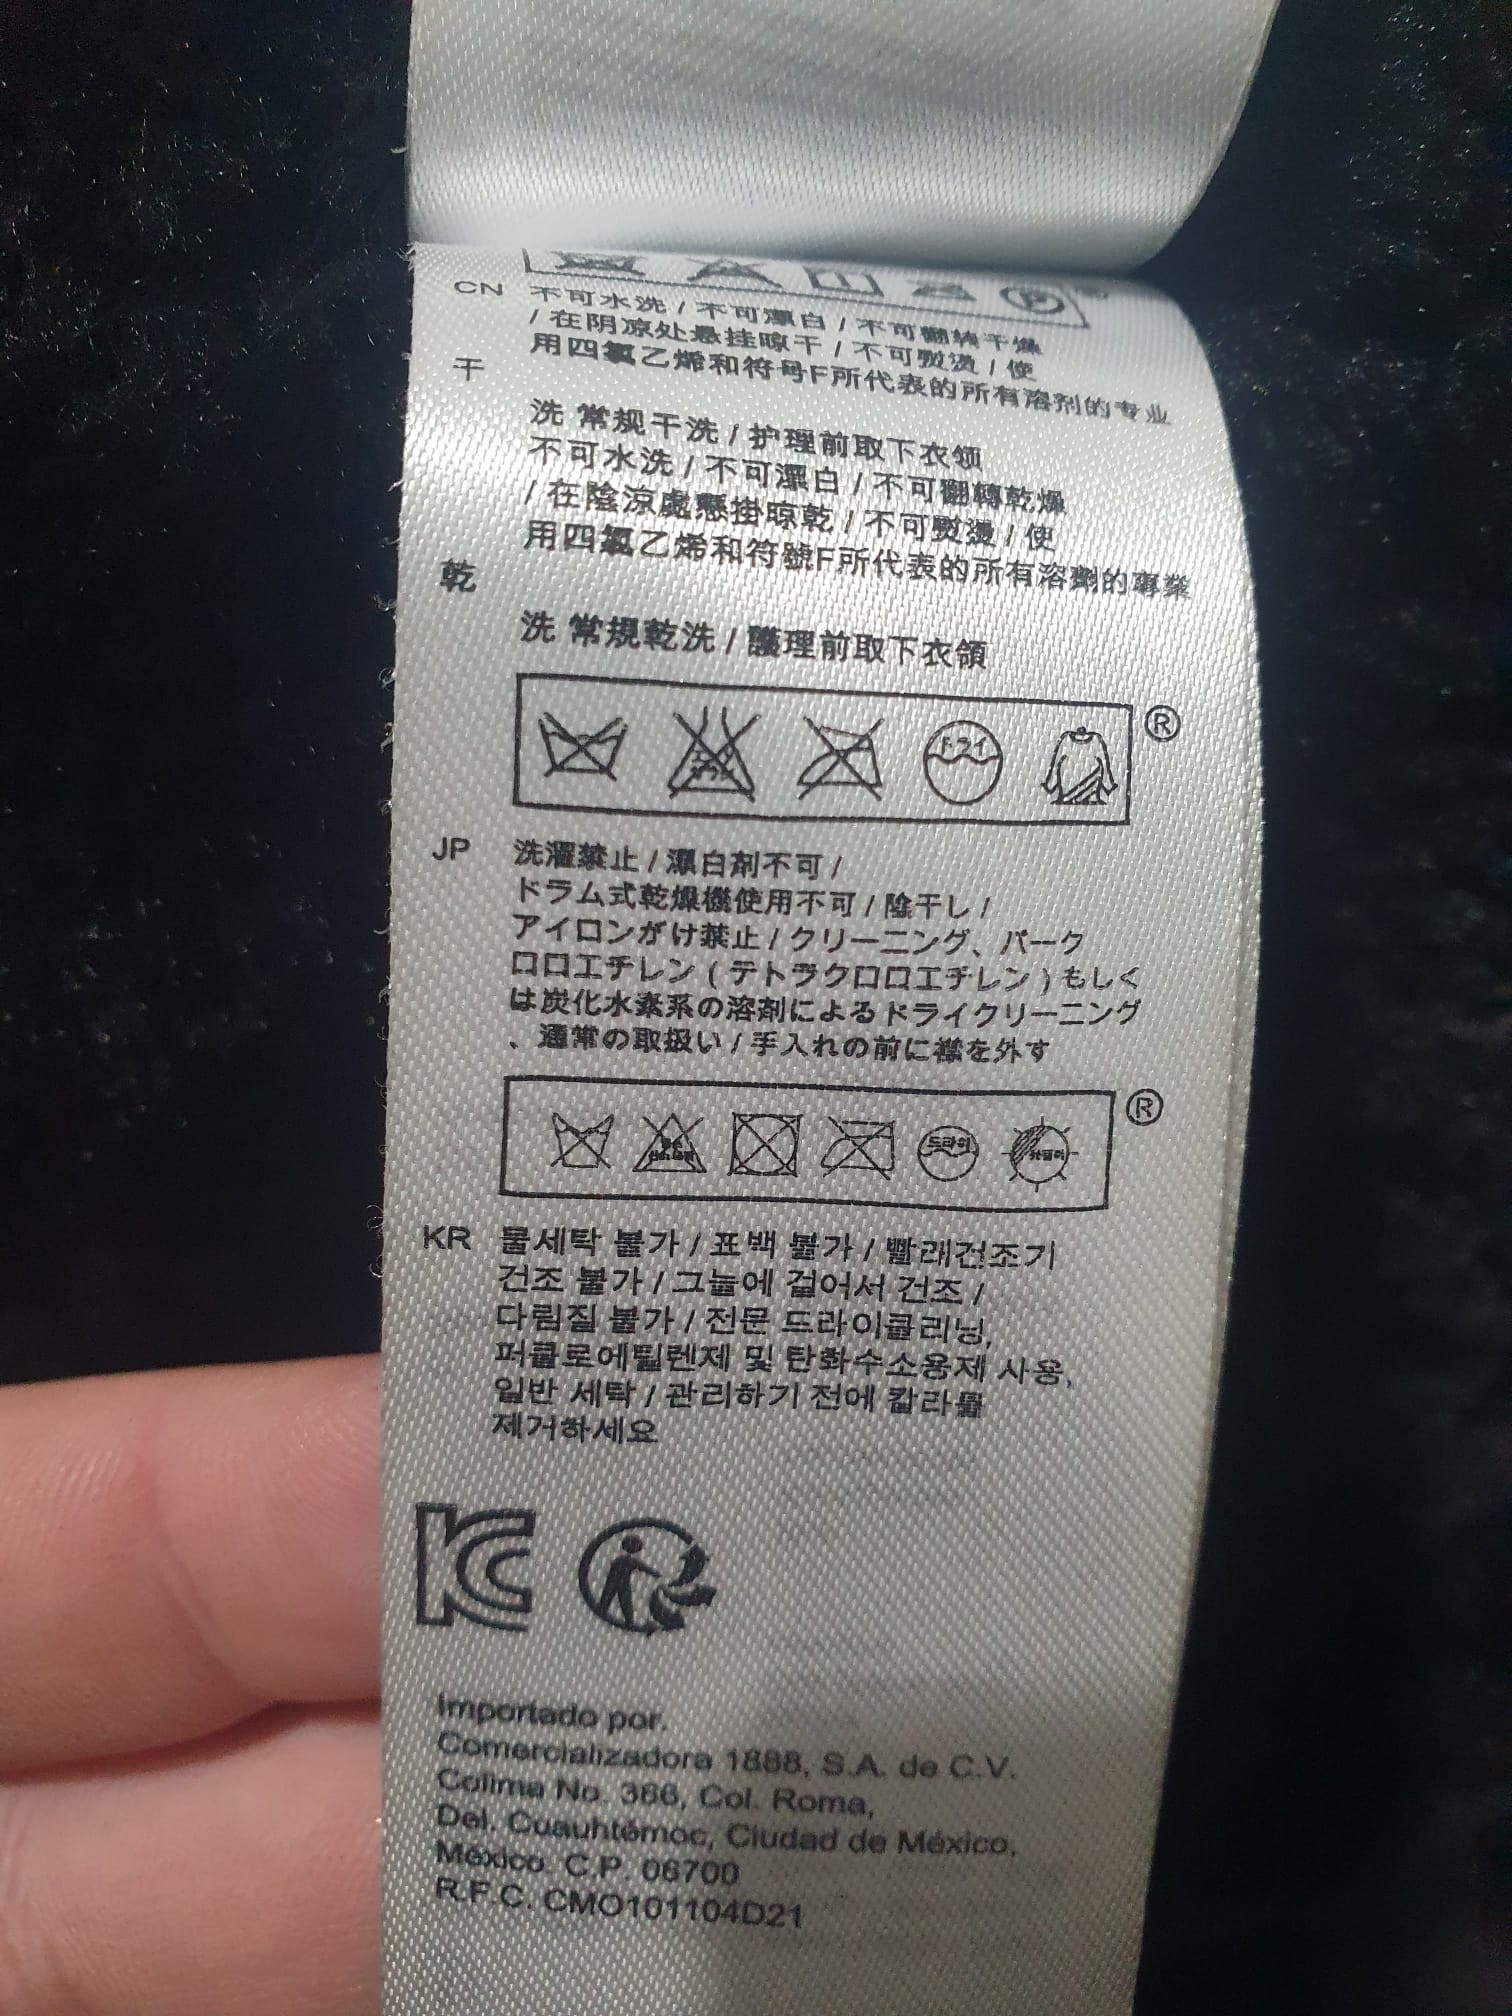 CN 不可水洗 / 不可漂白 / 不可翻转干燥
/ 在阴凉处悬挂晾干 / 不可熨烫 / 使
用四氯乙烯和符号F所代表的所有溶剂的专业
干
洗 常规干洗 / 护理前取下衣领
不可水洗 / 不可漂白 / 不可翻轉乾燥
/ 在陰涼處懸掛晾乾 / 不可熨燙 / 使
用四氯乙烯和符號F所代表的所有溶劑的專業
乾
洗 常規乾洗 / 護理前取下衣領
ドライ
®
JP 洗濯禁止 / 漂白剤不可 /
ドラム式乾燥機使用不可 / 陰干し /
アイロンがけ禁止 / クリーニング、パーク
ロロエチレン ( テトラクロロエチレン ) もしく
は炭化水素系の溶剤によるドライクリーニング
、通常の取扱い / 手入れの前に襟を外す
드라이
®
KR 물세탁 불가 / 표백 불가 / 빨래건조기
건조 불가 / 그늘에 걸어서 건조 /
다림질 불가 / 전문 드라이클리닝,
퍼클로에틸렌제 및 탄화수소용제 사용,
일반 세탁 / 관리하기 전에 칼라를
제거하세요
KC
Importado por.
Comercializadora 1888, S.A. de C.V.
Colima No. 366, Col. Roma,
Del. Cuauhtémoc, Ciudad de México,
México. C.P. 06700
R.F.C. CMO101104D21